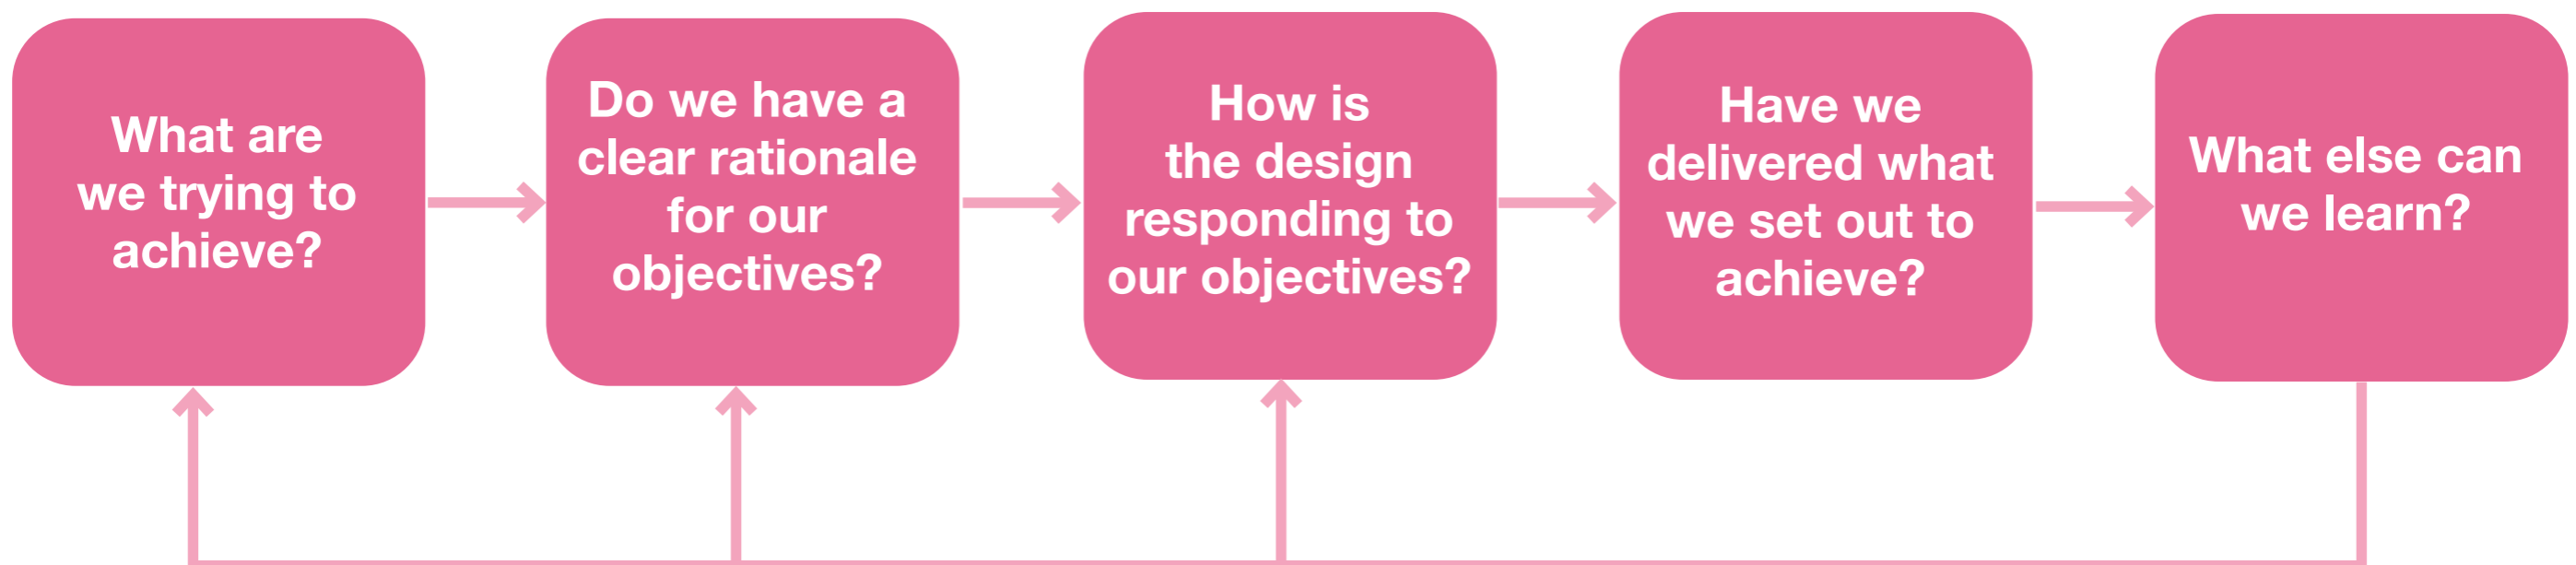 What are
we trying to
achieve?
Do we have a
clear rationale
for our
objectives?
How is
the design
responding to
our objectives?
Have we
delivered what
we set out to
achieve?
What else can
we learn?